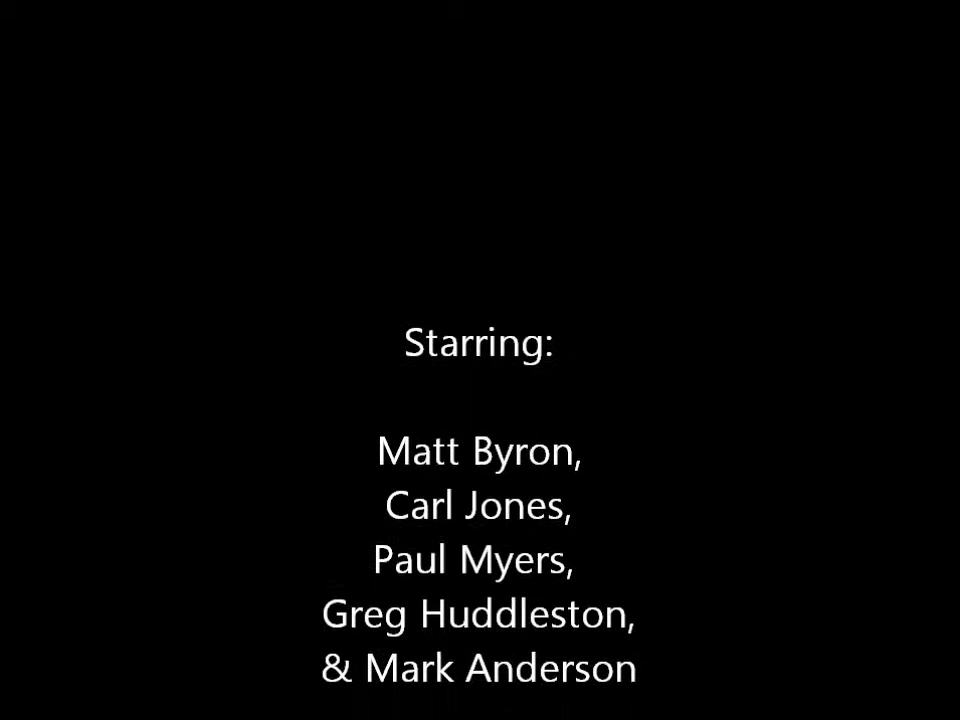 Starring:
Matt Byron,
Carl Jones,
Paul Myers,
Greg Huddleston,
& Mark Anderson